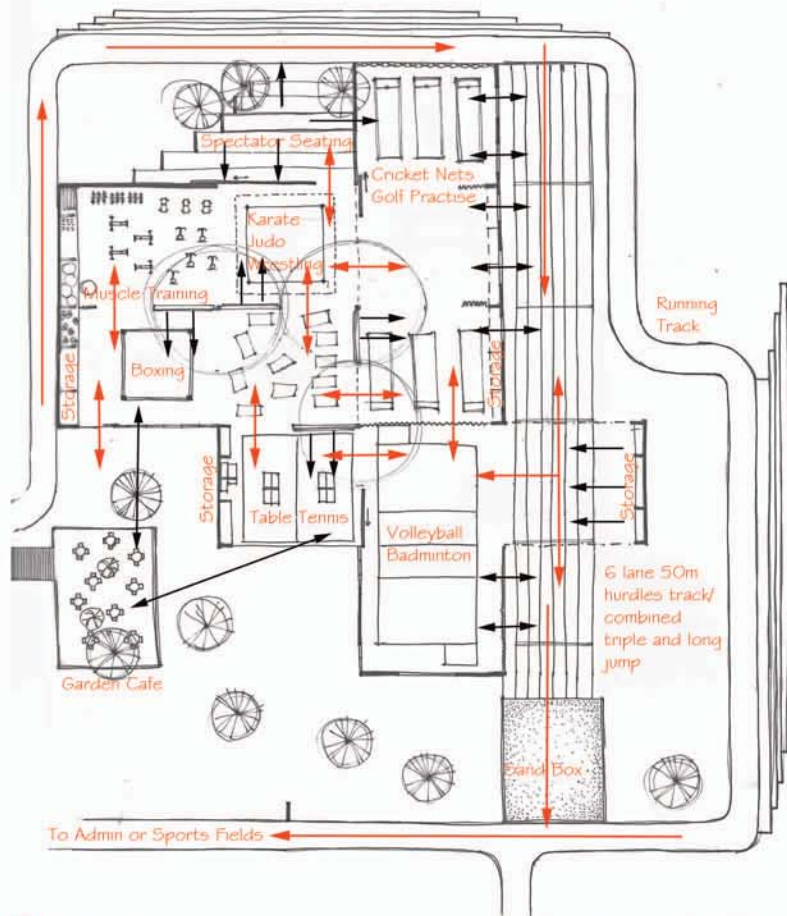 Spectator Seating
Cricket Nets
Golf Practise
Karate
Judo
Wrestling
Muscle Training
Running
Track
Boxing
Storage
Storage
Storage
Storage
Table Tennis
Volleyball
Badminton
6 lane 50m
hurdles track/
combined
triple and long
jump
Garden Cafe
Sand Box
To Admin or Sports Fields